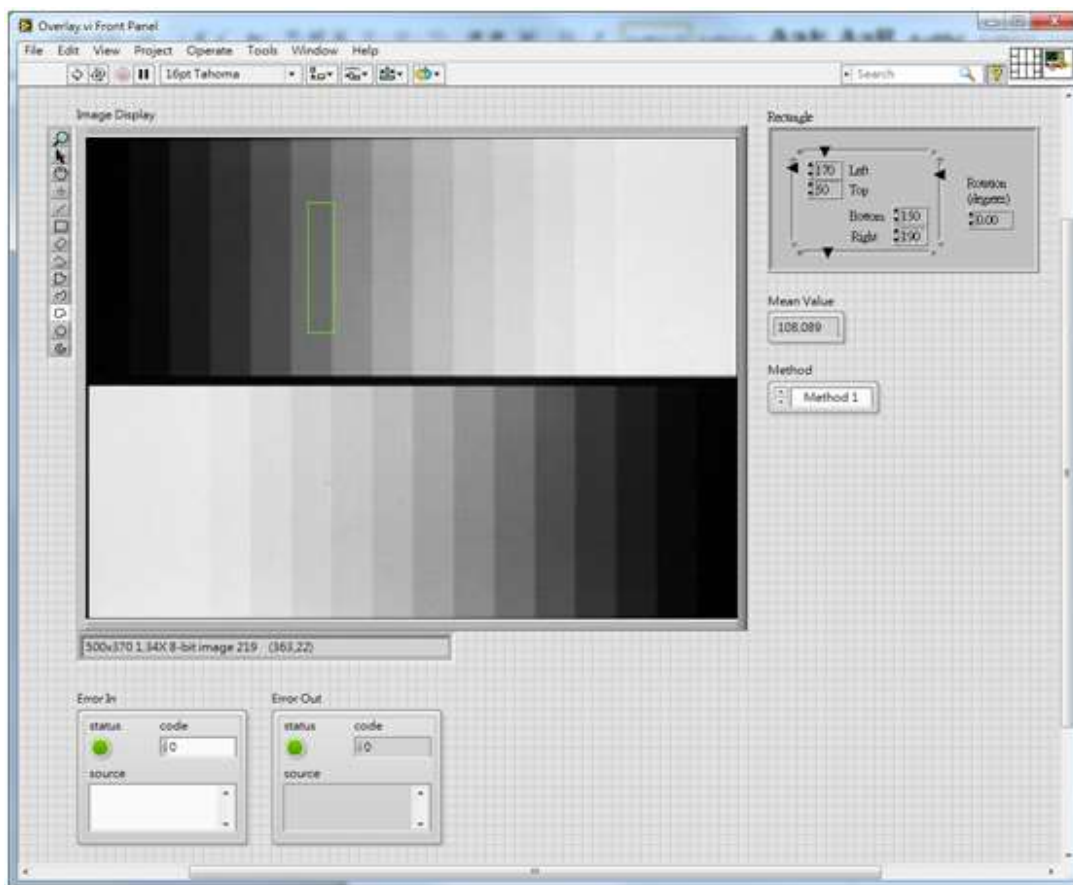 Overlay.vi Front Panel
File Edit View Project Operate Tools Window Help
16pt Tahoma
Search
Image Display
Rectangle
170 Left
50 Top
Bottom 150
Right 190
Rotation
(degrees)
0.00
Mean Value
108.089
Method
Method 1
500x370 1.34X 8-bit image 219 (363,22)
Error In
status code
0
source
Error Out
status code
0
source